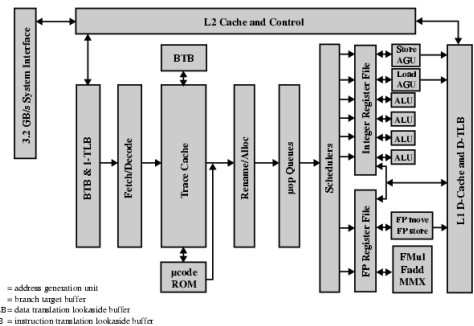 L2 Cache and Control
3.2 GB/s System Interface
BTB
BTB & I-TLB
Fetch/Decode
Trace Cache
µcode
ROM
Rename/Alloc
µop Queues
Schedulers
Integer Register File
FP Register File
Store
AGU
Load
AGU
ALU
ALU
ALU
ALU
FP move
FP store
FMul
Fadd
MMX
L1 D-Cache and D-TLB
= address generation unit
= branch target buffer
LB= data translation lookaside buffer
B = instruction translation lookaside buffer